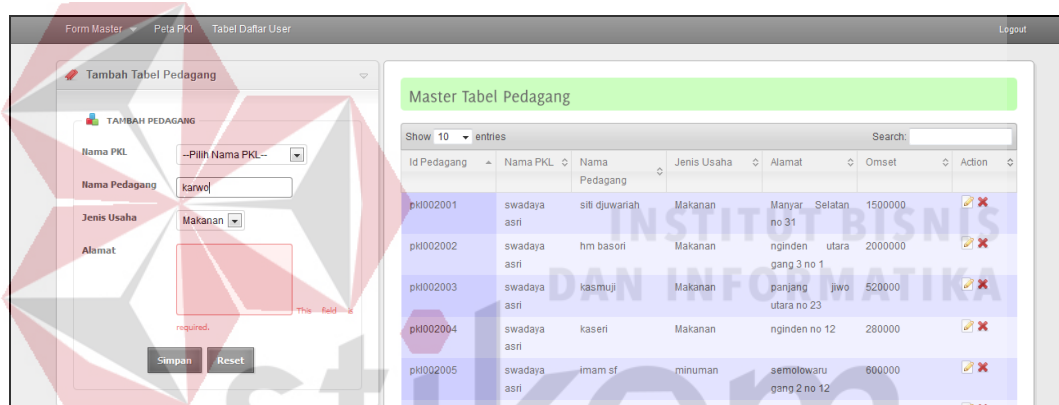 Form Master Peta PKl Tabel Daftar User Logout
Tambah Tabel Pedagang
TAMBAH PEDAGANG
Nama PKL --Pilih Nama PKL--
Nama Pedagang karwo
Jenis Usaha Makanan
Alamat
This field is
required.
Simpan Reset
Master Tabel Pedagang
Show 10 entries Search:
Id Pedagang Nama PKL Nama Pedagang Jenis Usaha Alamat Omset Action
pkl002001 swadaya asri siti djuwariah Makanan Manyar Selatan no 31 1500000
pkl002002 swadaya asri hm basori Makanan nginden utara gang 3 no 1 2000000
pkl002003 swadaya asri kasmuji Makanan panjang jiwo utara no 23 520000
pkl002004 swadaya asri kaseri Makanan nginden no 12 280000
pkl002005 swadaya asri imam sf minuman semolowaru gang 2 no 12 600000
INSTITUT BISNIS
DAN INFORMATIKA
stikom